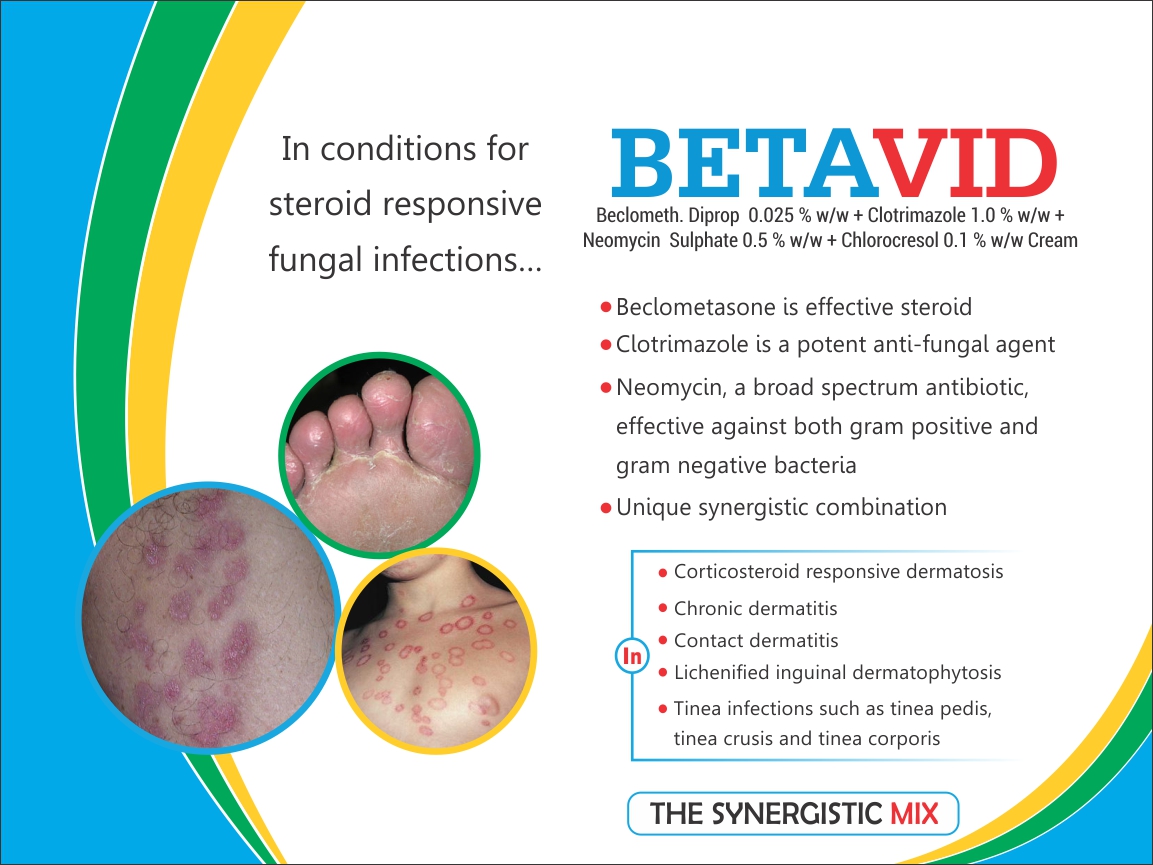 In conditions for
steroid responsive
fungal infections...
BETAVID
Beclometh. Diprop 0.025 % w/w + Clotrimazole 1.0 % w/w +
Neomycin Sulphate 0.5 % w/w + Chlorocresol 0.1 % w/w Cream
• Beclometasone is effective steroid
• Clotrimazole is a potent anti-fungal agent
• Neomycin, a broad spectrum antibiotic,
effective against both gram positive and
gram negative bacteria
• Unique synergistic combination
In
• Corticosteroid responsive dermatosis
• Chronic dermatitis
• Contact dermatitis
• Lichenified inguinal dermatophytosis
• Tinea infections such as tinea pedis,
tinea crusis and tinea corporis
THE SYNERGISTIC MIX